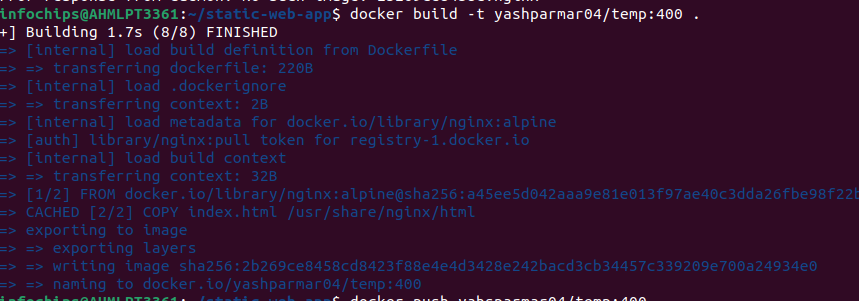 infochips@AHMLPT3361:~/static-web-app$ docker build -t yashparmar04/temp:400 .
+] Building 1.7s (8/8) FINISHED
=> [internal] load build definition from Dockerfile
=> => transferring dockerfile: 220B
=> [internal] load .dockerignore
=> => transferring context: 2B
=> [internal] load metadata for docker.io/library/nginx:alpine
=> [auth] library/nginx:pull token for registry-1.docker.io
=> [internal] load build context
=> => transferring context: 32B
=> [1/2] FROM docker.io/library/nginx:alpine@sha256:a45ee5d042aaa9e81e013f97ae40c3dda26fbe98f22b
=> CACHED [2/2] COPY index.html /usr/share/nginx/html
=> exporting to image
=> => exporting layers
=> => writing image sha256:2b269ce8458cd8423f88e4e4d3428e242bacd3cb34457c339209e700a24934e0
=> => naming to docker.io/yashparmar04/temp:400
infochips@AHMLPT3361:~/static-web-app$ docker push yahsparmar04/temp:400